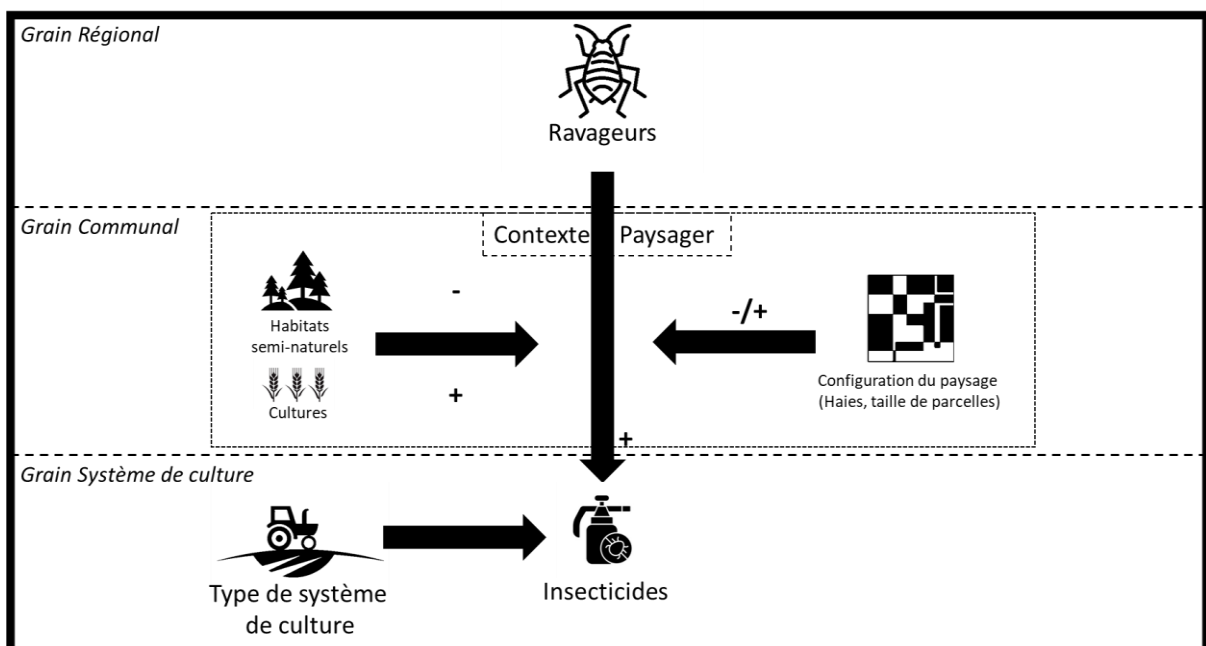 Grain Régional
Ravageurs
Grain Communal
Contexte Paysager
-
-/+
Habitats
semi-naturels
+
Cultures
Configuration du paysage
(Haies, taille de parcelles)
+
Grain Système de culture
Type de système
de culture
Insecticides